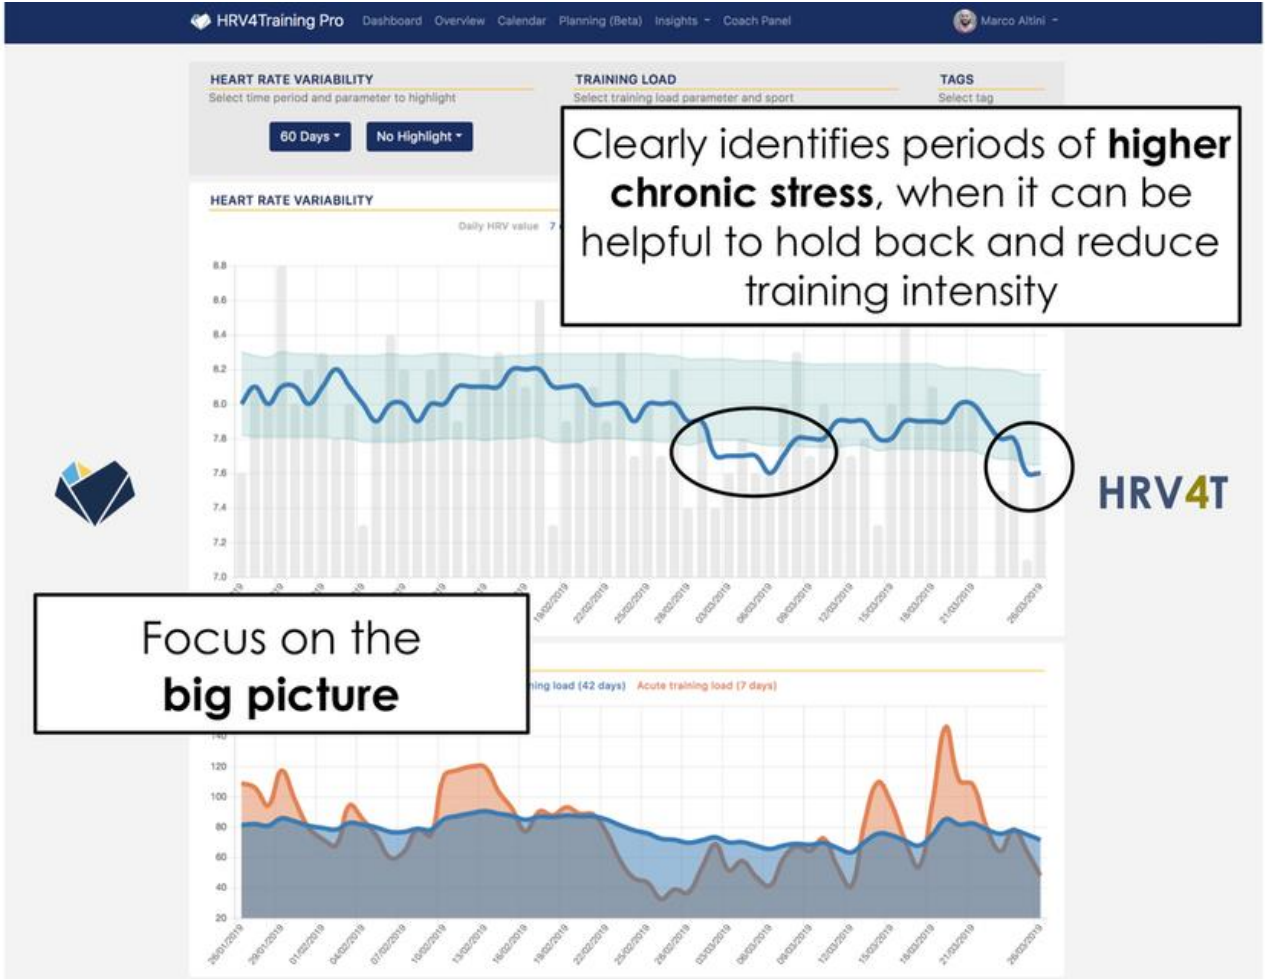 HRV4Training Pro Dashboard Overview Calendar Planning (Beta) Insights Coach Panel Marco Altini
HEART RATE VARIABILITY
Select time period and parameter to highlight
60 Days
No Highlight
TRAINING LOAD
Select training load parameter and sport
TAGS
Select tag
Clearly identifies periods of higher
chronic stress, when it can be
helpful to hold back and reduce
training intensity
HEART RATE VARIABILITY
Daily HRV value 7
8.8
8.6
8.4
8.2
8.0
7.8
7.6
7.4
7.2
7.0
19/02/2019
22/02/2019
25/02/2019
28/02/2019
03/03/2019
06/03/2019
09/03/2019
12/03/2019
15/03/2019
18/03/2019
21/03/2019
26/03/2019
HRV4T
Focus on the
big picture
load (42 days) Acute training load (7 days)
140
120
100
80
60
40
20
26/01/2019
29/01/2019
01/02/2019
04/02/2019
07/02/2019
10/02/2019
13/02/2019
16/02/2019
19/02/2019
22/02/2019
25/02/2019
28/02/2019
03/03/2019
06/03/2019
09/03/2019
12/03/2019
15/03/2019
18/03/2019
21/03/2019
26/03/2019